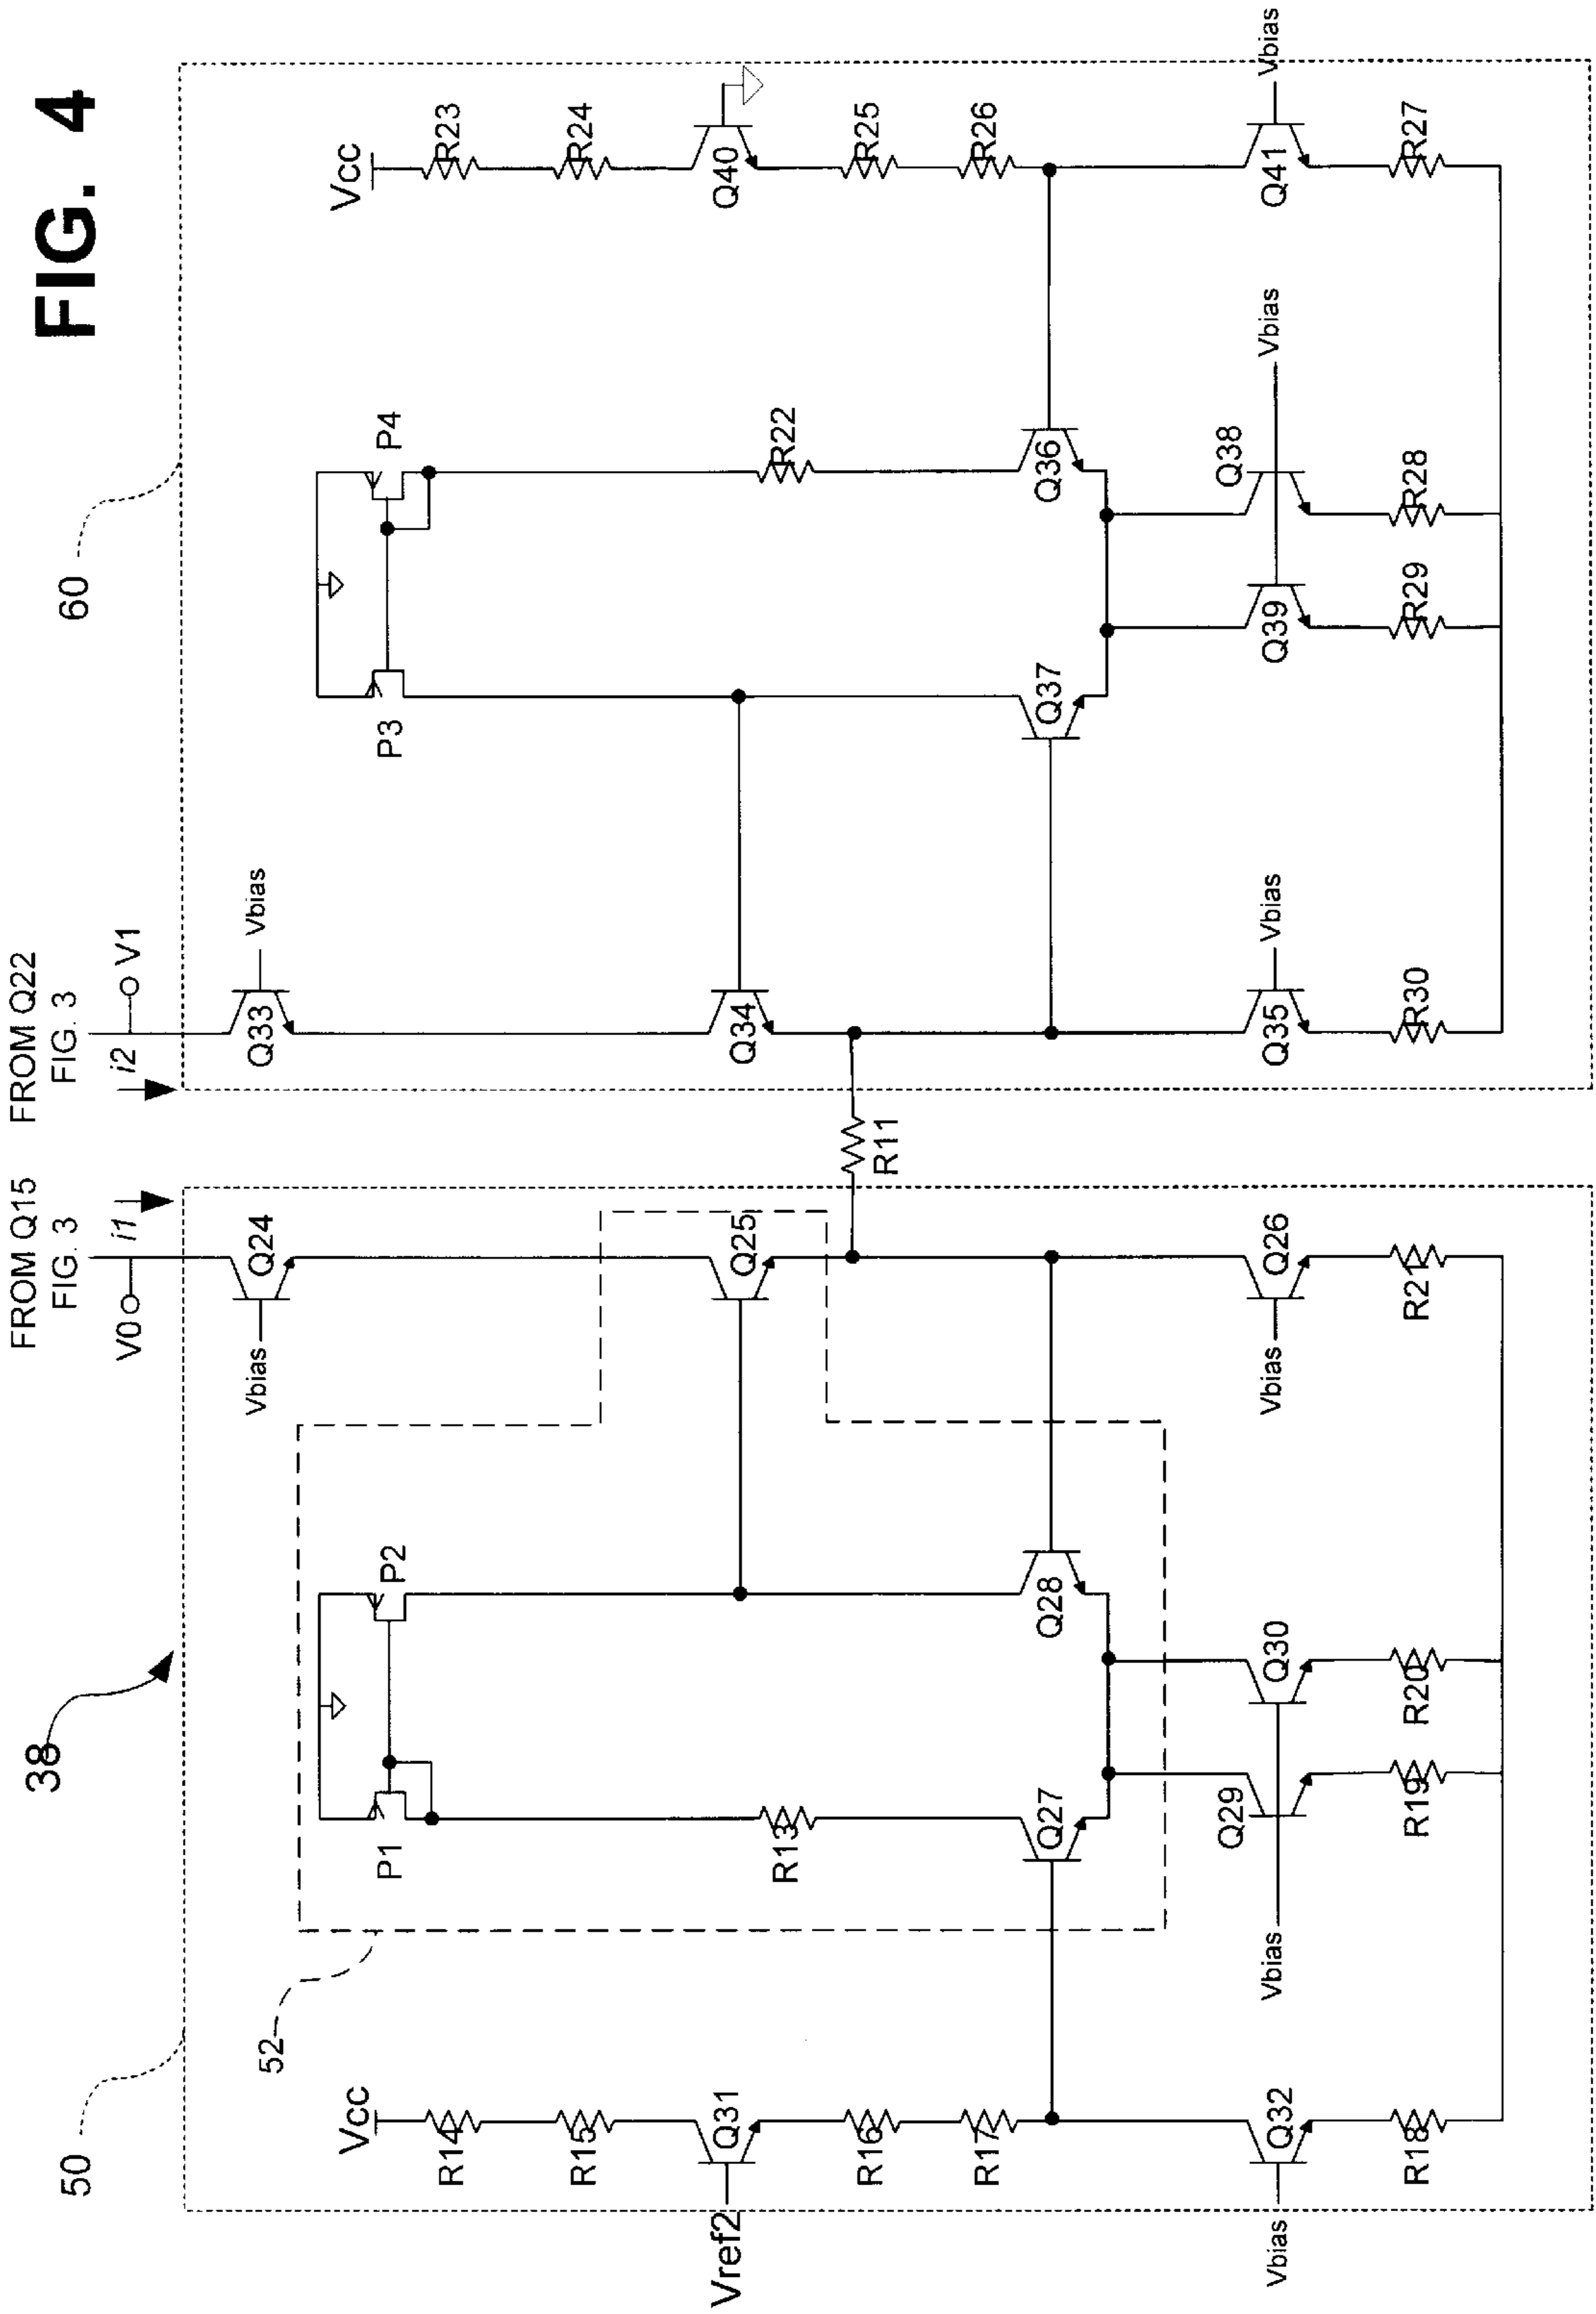 FIG. 4
38
50
52
60
FROM Q15
FIG. 3
i1
V0
FROM Q22
FIG. 3
i2
V1
Vcc
R14
R15
Q31
Vref2
R16
R17
Q32
Vbias
R18
P1
P2
R13
Q27
Q28
Q29
Q30
Vbias
R19
R20
Q24
Vbias
Q25
Q26
Vbias
R21
R11
Q33
Vbias
Q34
Q35
Vbias
R30
P3
P4
R22
Q37
Q36
Q39
Q38
Vbias
R29
R28
Vcc
R23
R24
Q40
R25
R26
Q41
Vbias
R27